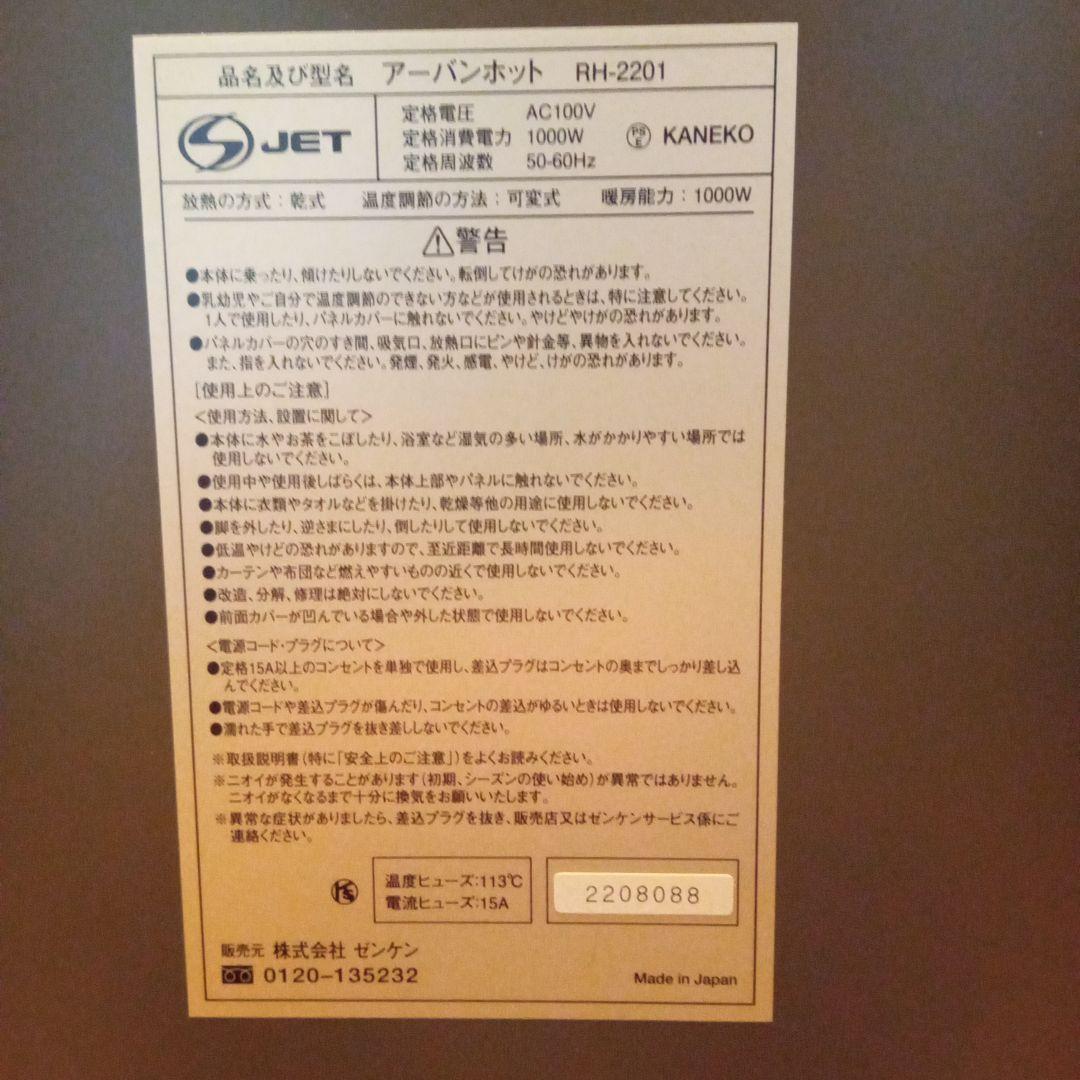 品名及び型名 アーバンホット RH-2201
JET
定格電圧 AC100V
定格消費電力 1000W
定格周波数 50-60Hz
PSE KANEKO
放熱の方式：乾式 温度調節の方法：可変式 暖房能力：1000W
⚠警告
●本体に乗ったり、傾けたりしないでください。転倒してけがの恐れがあります。
●乳幼児やご自分で温度調節のできない方などが使用されるときは、特に注意してください。
1人で使用したり、パネルカバーに触れないでください。やけどやけがの恐れがあります。
●パネルカバーの穴のすき間、吸気口、放熱口にピンや針金等、異物を入れないでください。
また、指を入れないでください。発煙、発火、感電、やけど、けがの恐れがあります。
［使用上のご注意］
＜使用方法、設置に関して＞
●本体に水やお茶をこぼしたり、浴室など湿気の多い場所、水がかかりやすい場所では
使用しないでください。
●使用中や使用後しばらくは、本体上部やパネルに触れないでください。
●本体に衣類やタオルなどを掛けたり、乾燥等他の用途に使用しないでください。
●脚を外したり、逆さまにしたり、倒したりして使用しないでください。
●低温やけどの恐れがありますので、至近距離で長時間使用しないでください。
●カーテンや布団など燃えやすいものの近くで使用しないでください。
●改造、分解、修理は絶対にしないでください。
●前面カバーが凹んでいる場合や外した状態で使用しないでください。
＜電源コード・プラグについて＞
●定格15A以上のコンセントを単独で使用し、差込プラグはコンセントの奥までしっかり差し込
んでください。
●電源コードや差込プラグが傷んだり、コンセントの差込がゆるいときは使用しないでください。
●濡れた手で差込プラグを抜き差ししないでください。
※取扱説明書（特に「安全上のご注意」）をよくお読みください。
※ニオイが発生することがあります（初期、シーズンの使い始め）が異常ではありません。
ニオイがなくなるまで十分に換気をお願いいたします。
※異常な症状がありましたら、差込プラグを抜き、販売店又はゼンケンサービス係にご
連絡ください。
温度ヒューズ：113℃
電流ヒューズ：15A
2208088
販売元 株式会社 ゼンケン
0120-135232
Made in Japan